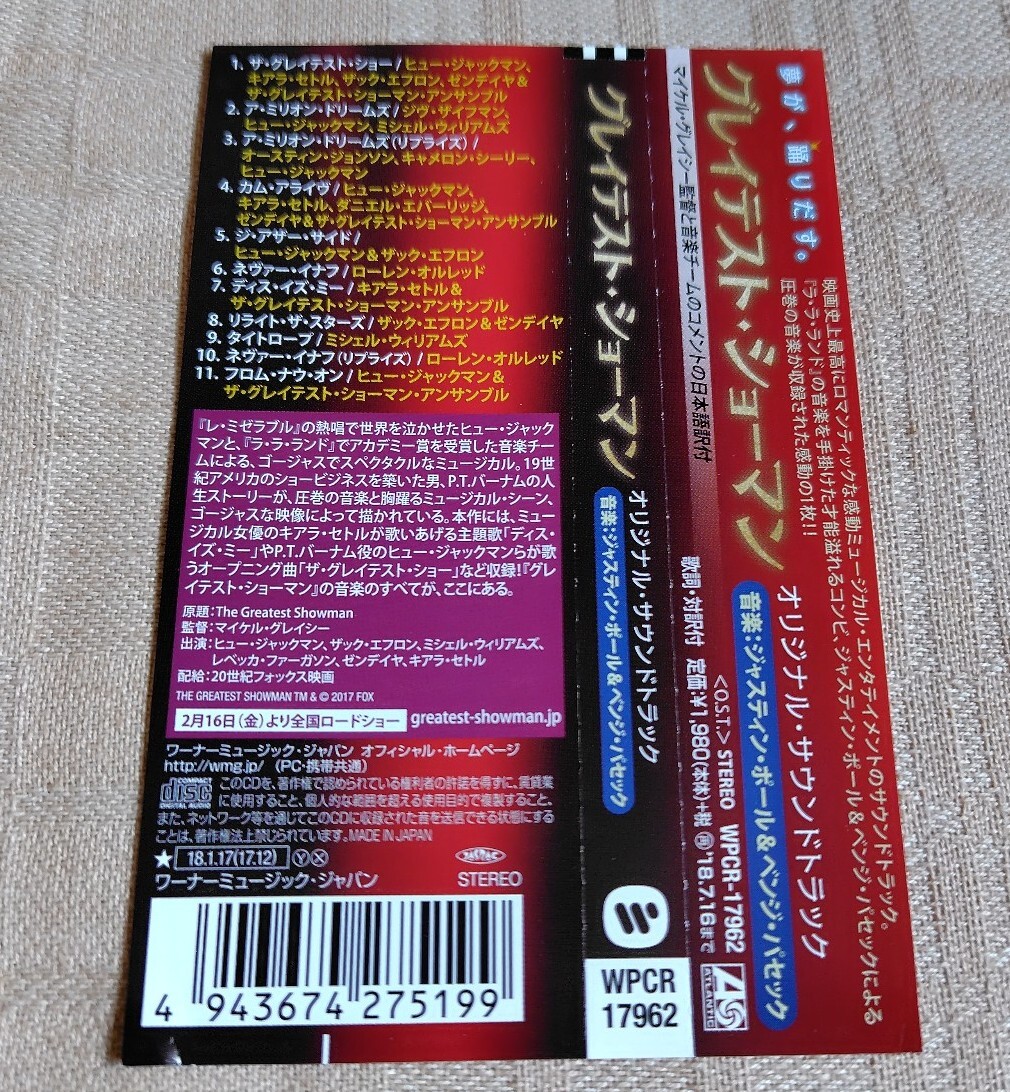 1. ザ・グレイテスト・ショー / ヒュー・ジャックマン、
キアラ・セトル、ザック・エフロン、ゼンデイヤ&
ザ・グレイテスト・ショーマン・アンサンブル
2. ア・ミリオン・ドリームズ / ジヴ・ザイフマン、
ヒュー・ジャックマン、ミシェル・ウィリアムズ
3. ア・ミリオン・ドリームズ(リプライズ) /
オースティン・ジョンソン、キャメロン・シーリー、
ヒュー・ジャックマン
4. カム・アライヴ / ヒュー・ジャックマン、
キアラ・セトル、ダニエル・エバーリッジ、
ゼンデイヤ&ザ・グレイテスト・ショーマン・アンサンブル
5. ジ・アザー・サイド /
ヒュー・ジャックマン&ザック・エフロン
6. ネヴァー・イナフ / ローレン・オルレッド
7. ディス・イズ・ミー / キアラ・セトル&
ザ・グレイテスト・ショーマン・アンサンブル
8. リライト・ザ・スターズ / ザック・エフロン&ゼンデイヤ
9. タイトロープ / ミシェル・ウィリアムズ
10. ネヴァー・イナフ(リプライズ) / ローレン・オルレッド
11. フロム・ナウ・オン / ヒュー・ジャックマン&
ザ・グレイテスト・ショーマン・アンサンブル
『レ・ミゼラブル』の熱唱で世界を泣かせたヒュー・ジャック
マンと、『ラ・ラ・ランド』でアカデミー賞を受賞した音楽チー
ムによる、ゴージャスでスペクタクルなミュージカル。19世
紀アメリカのショービジネスを築いた男、P.T.バーナムの人
生ストーリーが、圧巻の音楽と胸躍るミュージカル・シーン、
ゴージャスな映像によって描かれている。本作には、ミュー
ジカル女優のキアラ・セトルが歌いあげる主題歌「ディス・
イズ・ミー」やP.T.バーナム役のヒュー・ジャックマンらが歌
うオープニング曲「ザ・グレイテスト・ショー」など収録!『グレ
イテスト・ショーマン』の音楽のすべてが、ここにある。
原題:The Greatest Showman
監督:マイケル・グレイシー
出演:ヒュー・ジャックマン、ザック・エフロン、ミシェル・ウィリアムズ、
レベッカ・ファーガソン、ゼンデイヤ、キアラ・セトル
配給:20世紀フォックス映画
THE GREATEST SHOWMAN TM & © 2017 FOX
2月16日(金)より全国ロードショー greatest-showman.jp
ワーナーミュージック・ジャパン オフィシャル・ホームページ
http://wmg.jp/ (PC・携帯共通)
COMPACT disc DIGITAL AUDIO
このCDを、著作権で認められている権利者の許諾を得ずに、賃貸業
に使用すること、個人的な範囲を超える使用目的で複製すること、
また、ネットワーク等を通じてこのCDに収録された音を送信できる状態にする
ことは、著作権法上禁じられています。MADE IN JAPAN
★ 18.1.17(17.12) Ⓨ Ⓧ
JASRAC
ワーナーミュージック・ジャパン STEREO
4 943674 275199
グレイテスト・ショーマン
オリジナル・サウンドトラック
音楽:ジャスティン・ポール&ベンジ・パセック
WPCR
17962
夢が、踊りだす。
映画史上最高にロマンティックな感動ミュージカル・エンタテイメントのサウンドトラック。
『ラ・ラ・ランド』の音楽を手掛けた才能溢れるコンビ、ジャスティン・ポール&ベンジ・パセックによる
圧巻の音楽が収録された感動の1枚!!
グレイテスト・ショーマン
オリジナル・サウンドトラック
音楽:ジャスティン・ポール&ベンジ・パセック
マイケル・グレイシー監督と音楽チームのコメントの日本語訳付
歌詞・対訳付
<O.S.T.> STEREO WPCR-17962
定価:¥1,980(本体)+税 '18.7.16まで
ATLANTIC